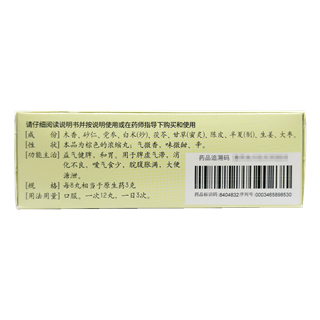 请仔细阅读说明书并按说明使用或在药师指导下购买和使用
[成　份] 木香、砂仁、党参、白术(炒)、茯苓、甘草(蜜炙)、陈皮、半夏(制)、生姜、大枣。
[性　状] 本品为棕色的浓缩丸；气微香，味微甜、辛。
[功能主治] 益气健脾，和胃。用于脾虚气滞，消化不良，嗳气食少，脘腹胀满，大便溏泄。
[规　格] 每8丸相当于原生药3克
[用法用量] 口服，一次12丸，一日3次。
药品追溯码
8404832
0003465898530